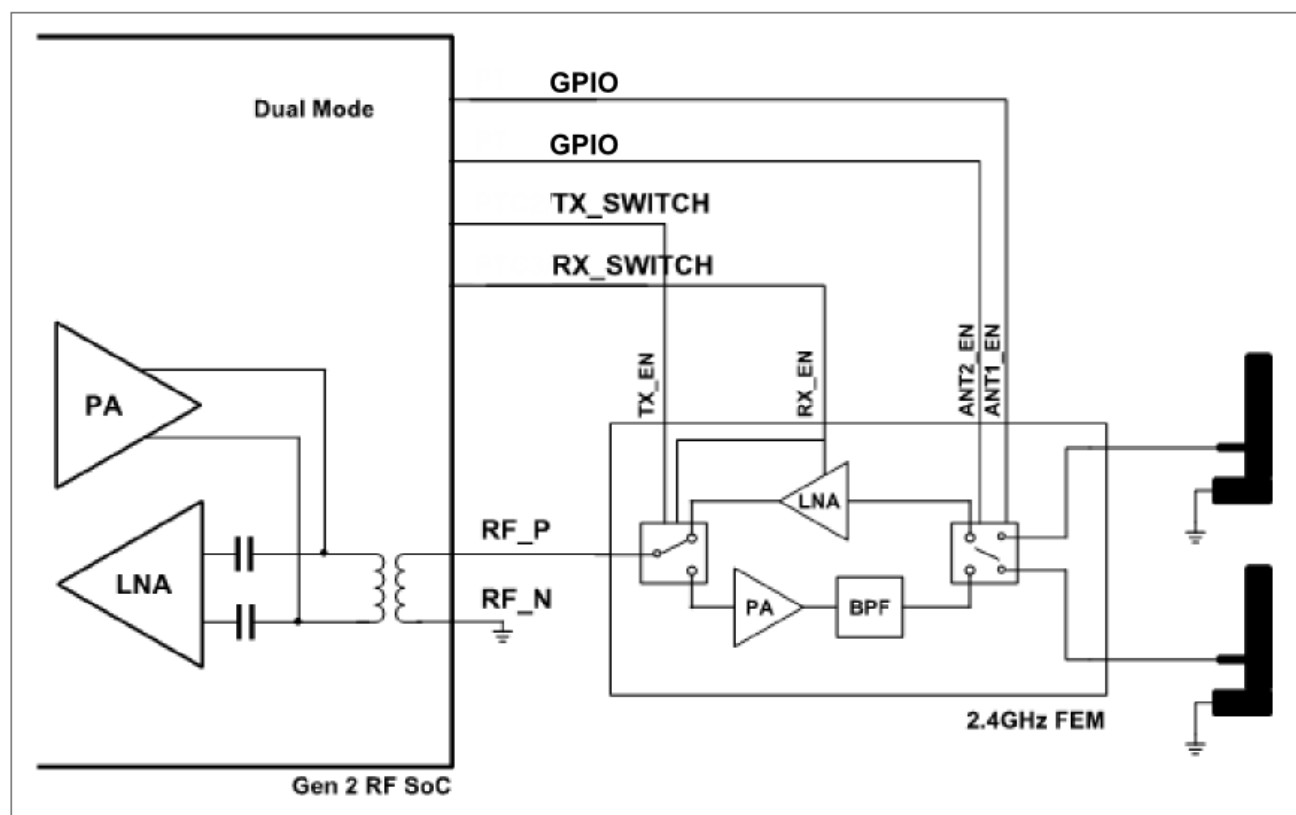 GPIO
Dual Mode
GPIO
TX_SWITCH
RX_SWITCH
TX_EN
RX_EN
ANT2_EN
ANT1_EN
PA
LNA
LNA
RF_P
RF_N
PA
BPF
2.4GHz FEM
Gen 2 RF SoC